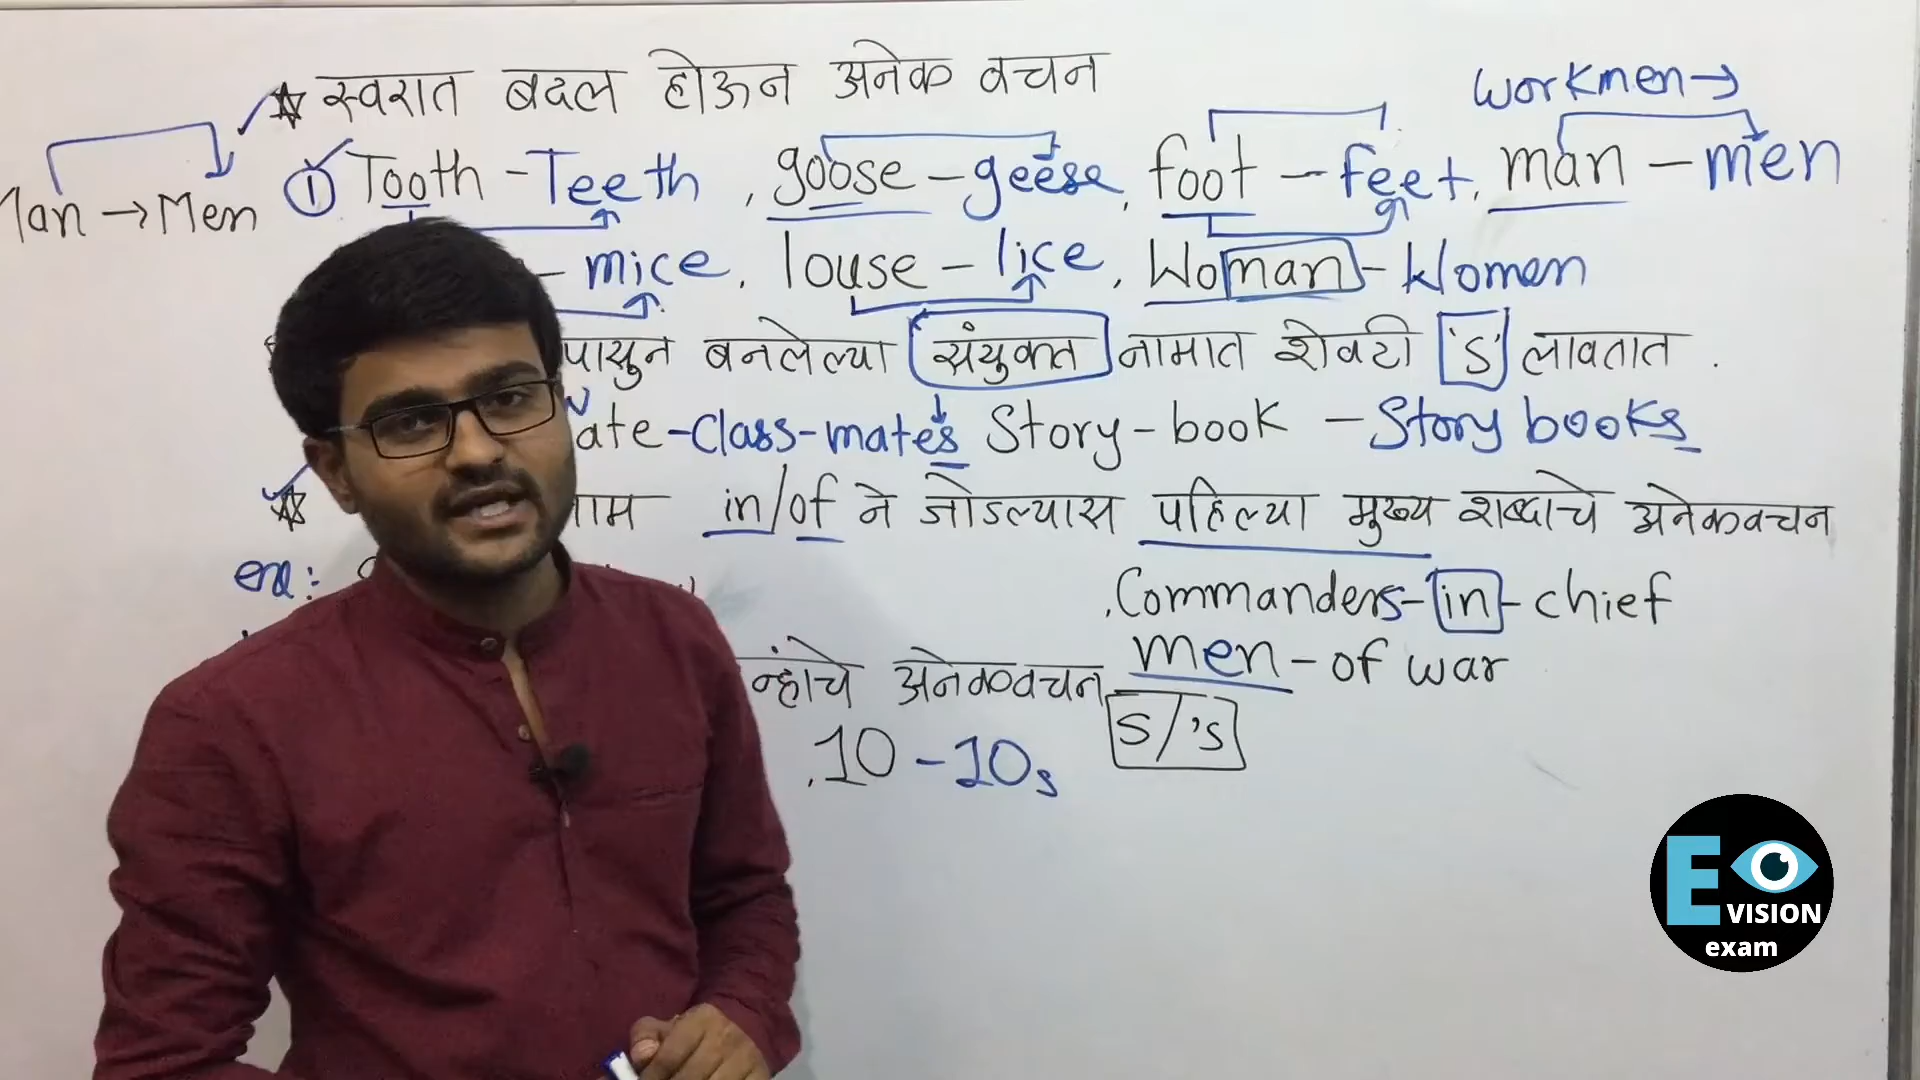 स्वरात बदल होऊन अनेक वचन
workmen→
Man → Men
① Tooth - Teeth, goose - geese, foot - feet, man - men
- mice, louse - lice, Woman - Women
पासुन बनलेल्या संयुक्त नामात शेवटी 's' लावतात.
ate - class-mates Story-book - Story books
नाम in/of ने जोडल्यास पहिल्या मुख्य शब्दाचे अनेकवचन
ex:
,Commanders-in-chief
men-of war
न्हांचे अनेकवचन s/'s
,10 - 10s
E VISION
exam